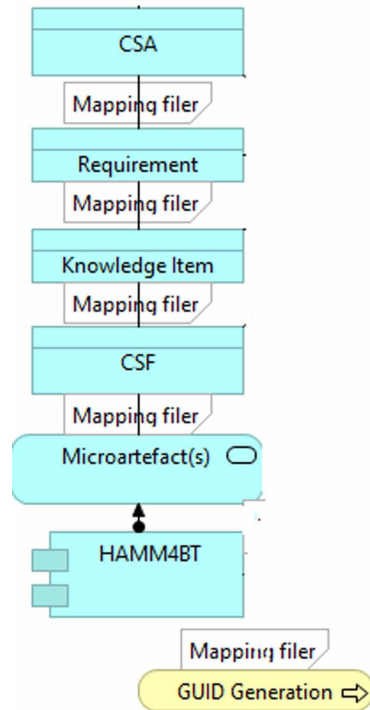 CSA
Mapping filer
Requirement
Mapping filer
Knowledge Item
Mapping filer
CSF
Mapping filer
Microartefact(s)
HAMM4BT
Mapping filer
GUID Generation